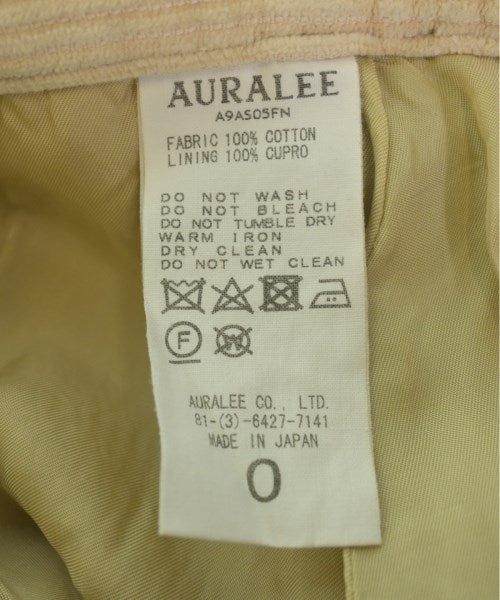 AURALEE
A9AS05FN
FABRIC 100% COTTON
LINING 100% CUPRO
DO NOT WASH
DO NOT BLEACH
DO NOT TUMBLE DRY
WARM IRON
DRY CLEAN
DO NOT WET CLEAN
F W
AURALEE CO., LTD.
81-(3)-6427-7141
MADE IN JAPAN
0